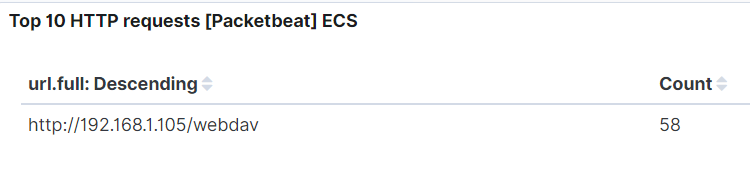 Top 10 HTTP requests [Packetbeat] ECS
url.full: Descending Count
http://192.168.1.105/webdav 58